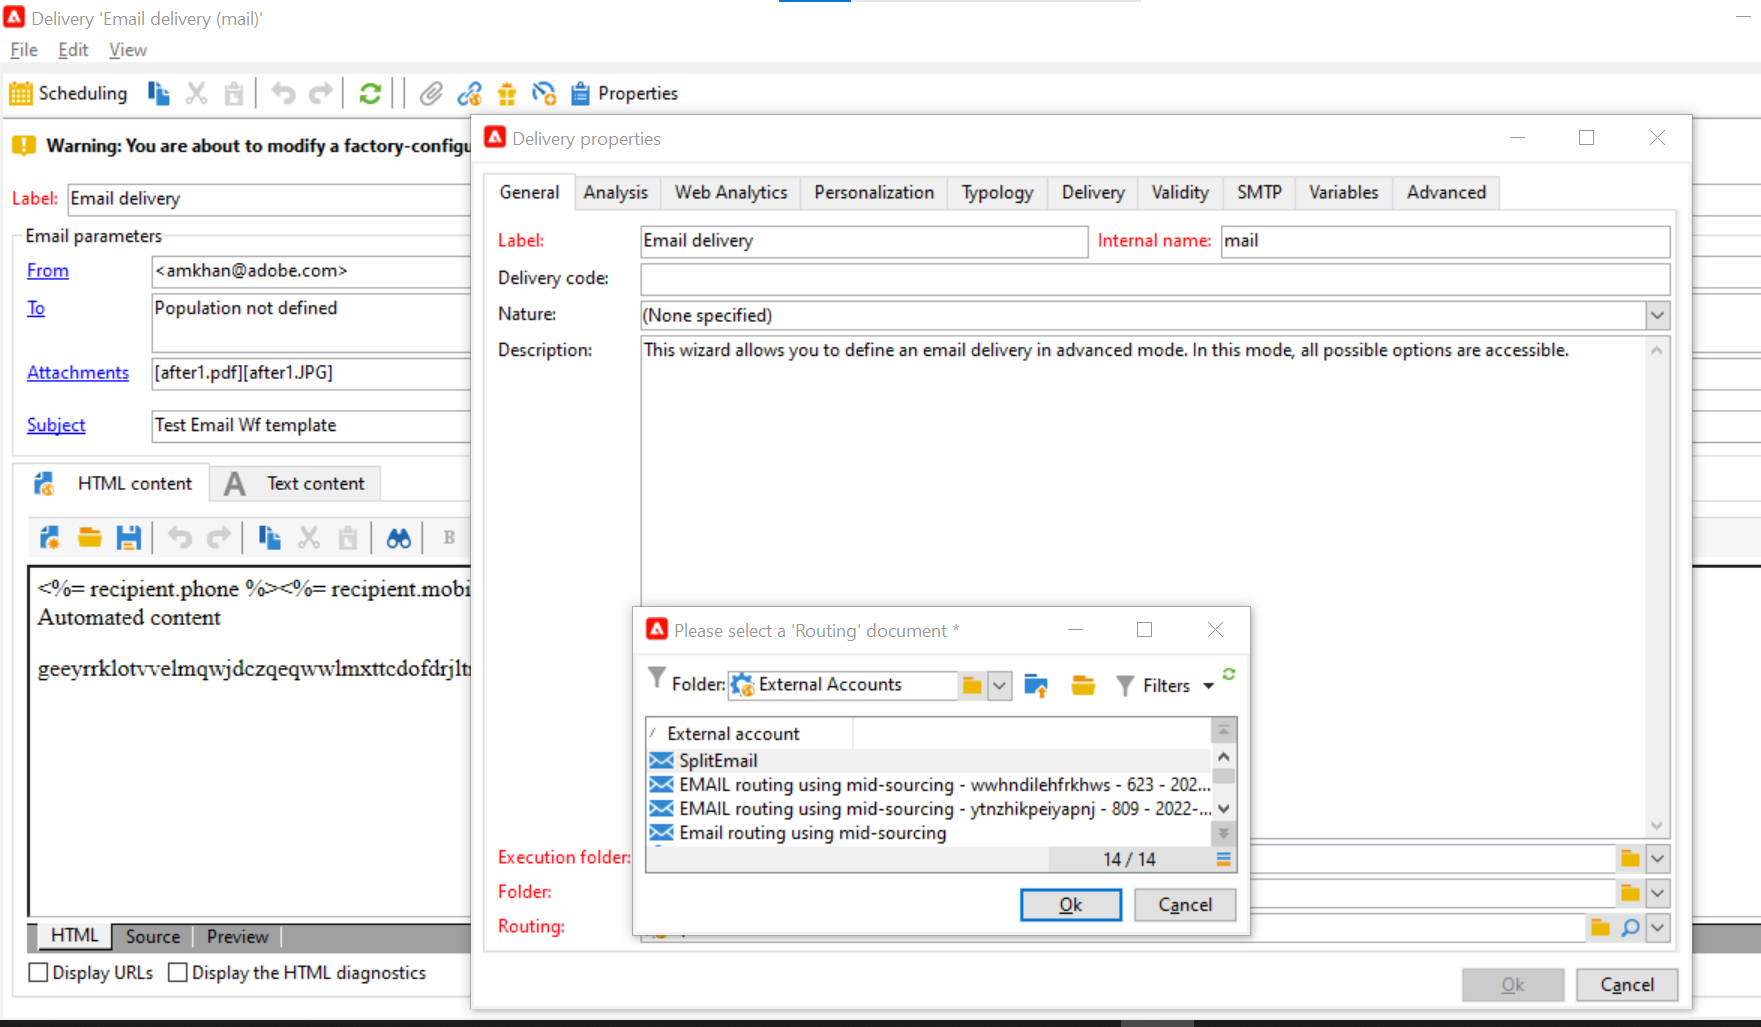 Delivery 'Email delivery (mail)'
File Edit View
Scheduling Properties
Warning: You are about to modify a factory-configu
Label: Email delivery
Email parameters
From <amkhan@adobe.com>
To Population not defined
Attachments [after1.pdf][after1.JPG]
Subject Test Email Wf template
HTML content A Text content
B
<%= recipient.phone %><%= recipient.mobi
Automated content
geeyrrklotvvelmqwjdczqeqwwlmxttcdofdrjlt
HTML Source Preview
Display URLs Display the HTML diagnostics
Delivery properties
General Analysis Web Analytics Personalization Typology Delivery Validity SMTP Variables Advanced
Label: Email delivery Internal name: mail
Delivery code:
Nature: (None specified)
Description: This wizard allows you to define an email delivery in advanced mode. In this mode, all possible options are accessible.
Execution folder:
Folder:
Routing:
Ok Cancel
Please select a 'Routing' document *
Folder: External Accounts Filters
External account
SplitEmail
EMAIL routing using mid-sourcing - wwhndilehfrkhws - 623 - 202...
EMAIL routing using mid-sourcing - ytnzhikpeiyapnj - 809 - 2022-...
Email routing using mid-sourcing
14 / 14
Ok Cancel